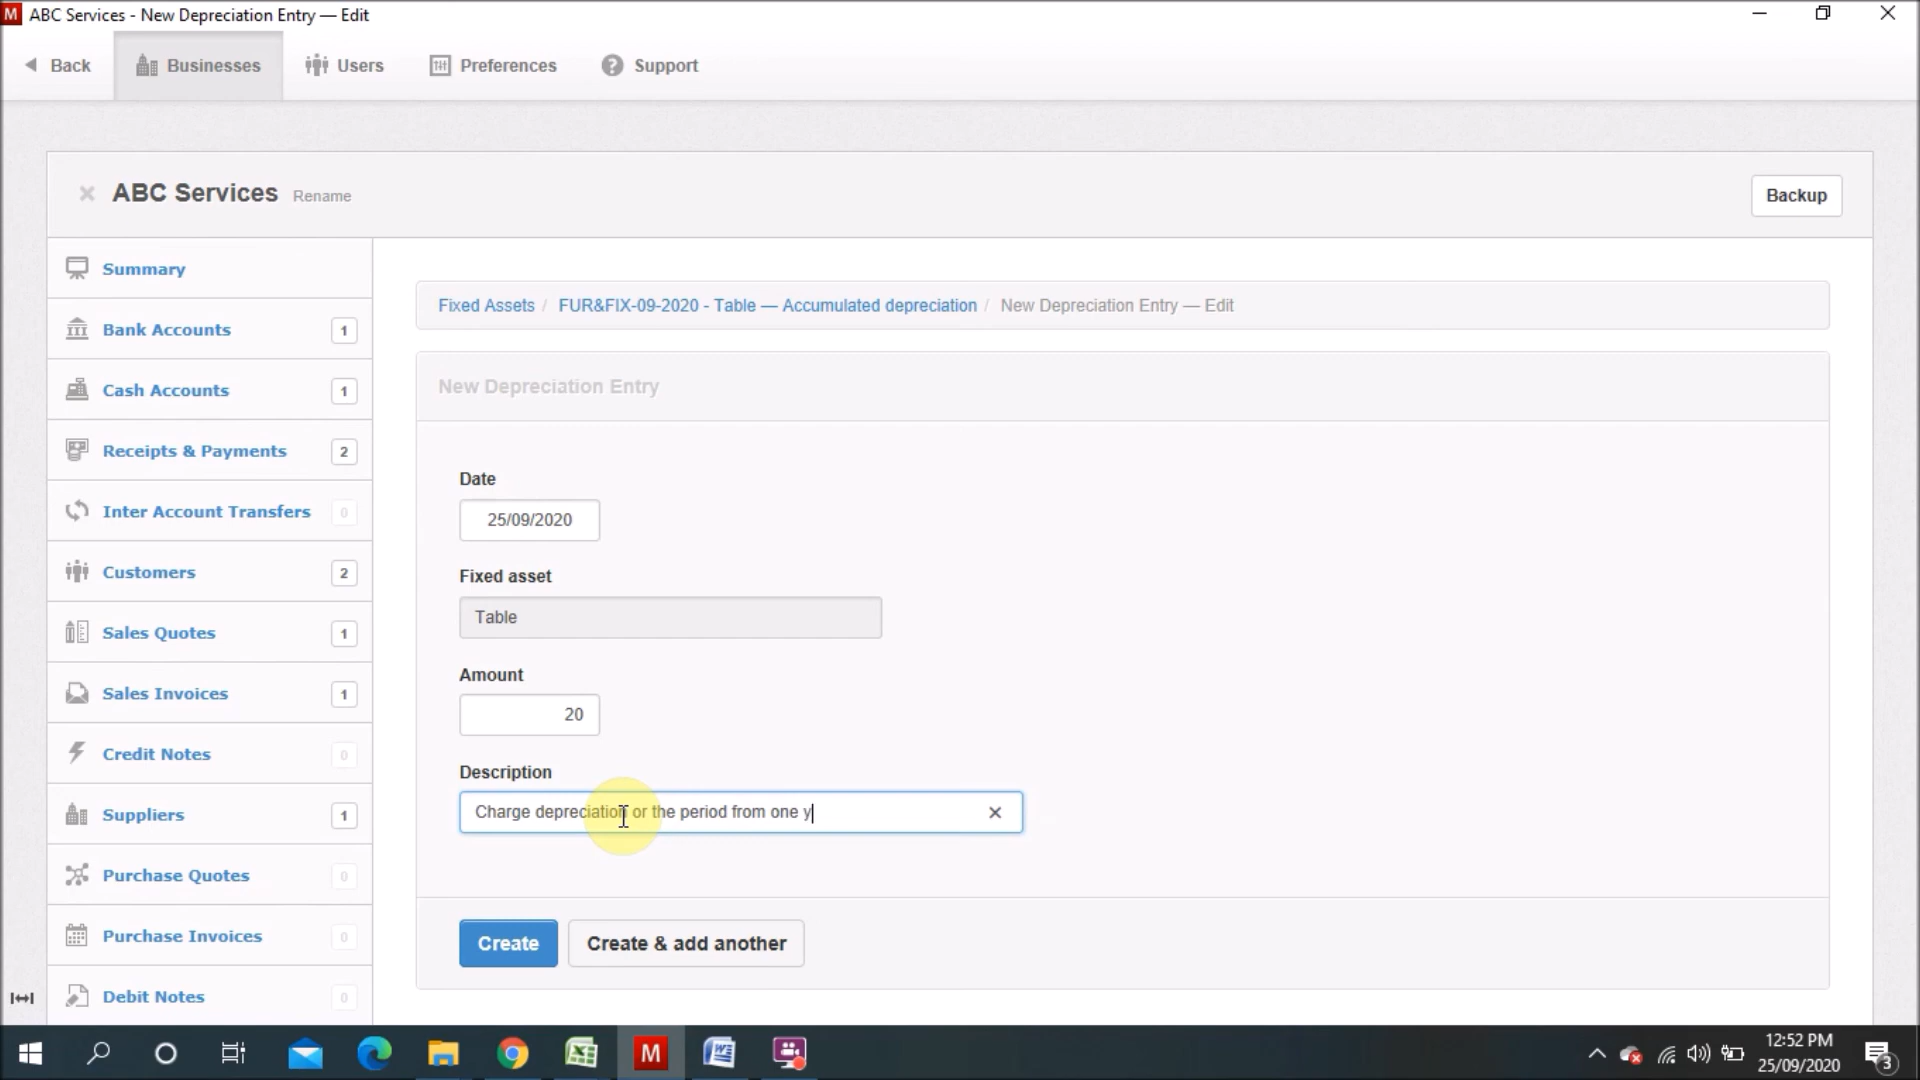 M ABC Services - New Depreciation Entry — Edit
Back Businesses Users Preferences Support
ABC Services Rename Backup
Summary
Bank Accounts 1
Cash Accounts 1
Receipts & Payments 2
Inter Account Transfers 0
Customers 2
Sales Quotes 1
Sales Invoices 1
Credit Notes 0
Suppliers 1
Purchase Quotes 0
Purchase Invoices 0
Debit Notes 0
Fixed Assets / FUR&FIX-09-2020 - Table — Accumulated depreciation / New Depreciation Entry — Edit
New Depreciation Entry
Date
25/09/2020
Fixed asset
Table
Amount
20
Description
Charge depreciation or the period from one y
Create Create & add another
M
12:52 PM
25/09/2020
3